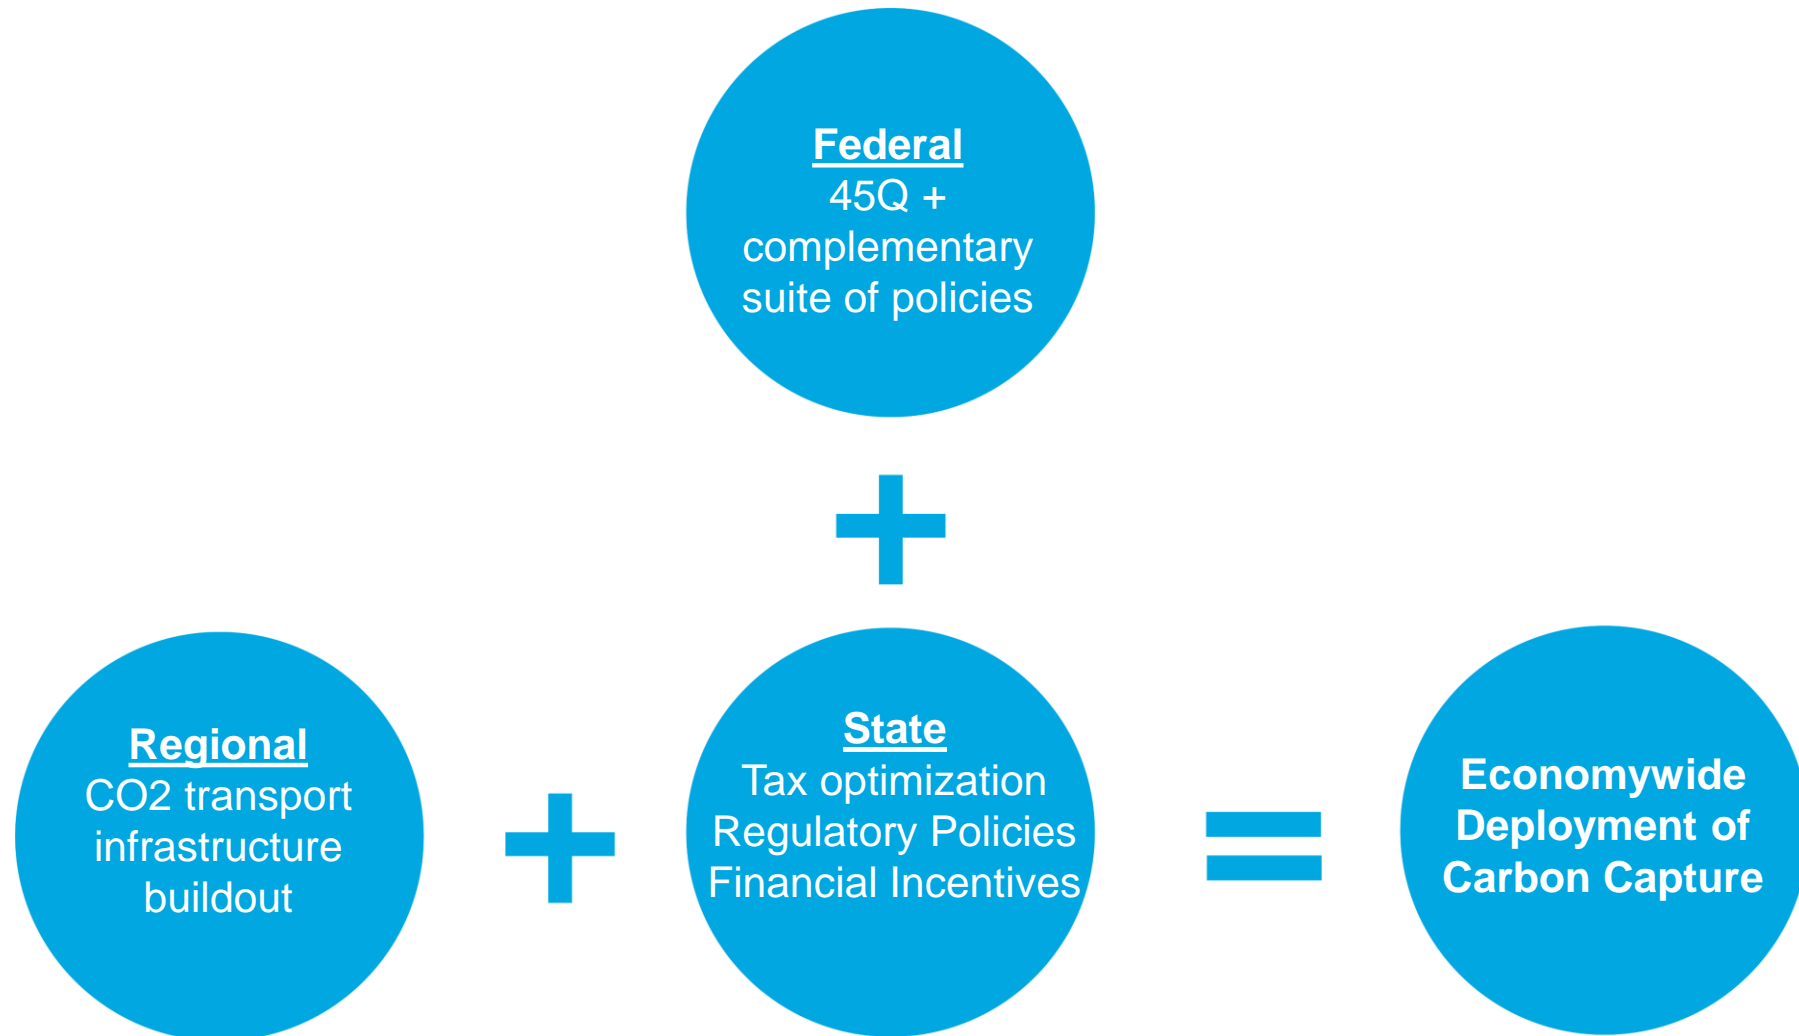 Federal
45Q +
complementary
suite of policies
+
Regional
CO2 transport
infrastructure
buildout
+
State
Tax optimization
Regulatory Policies
Financial Incentives
=
Economywide
Deployment of
Carbon Capture